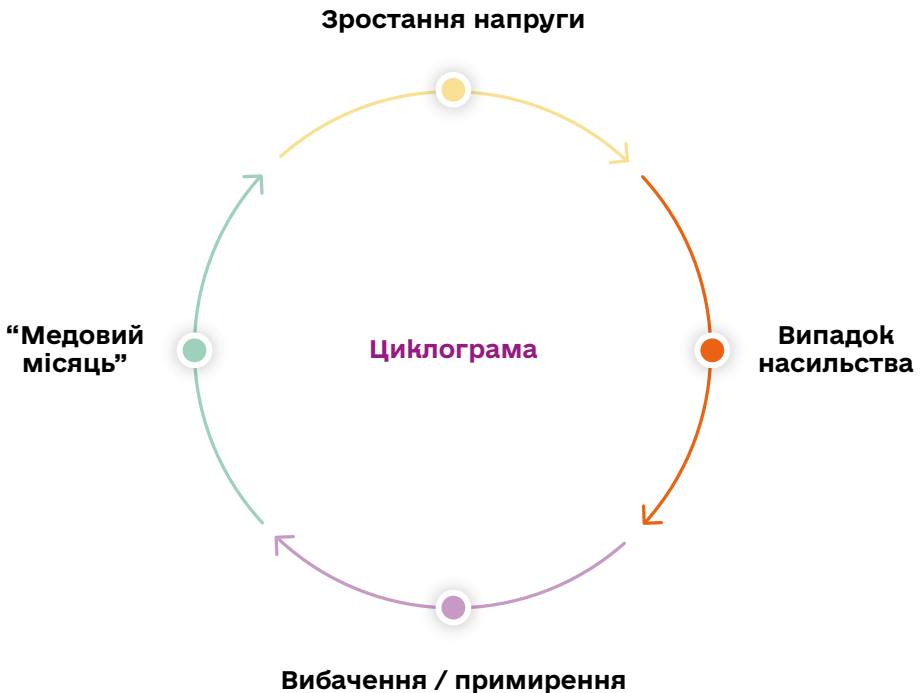 Зростання напруги
“Медовий
місяць”
Циклограма
Випадок
насильства
Вибачення / примирення